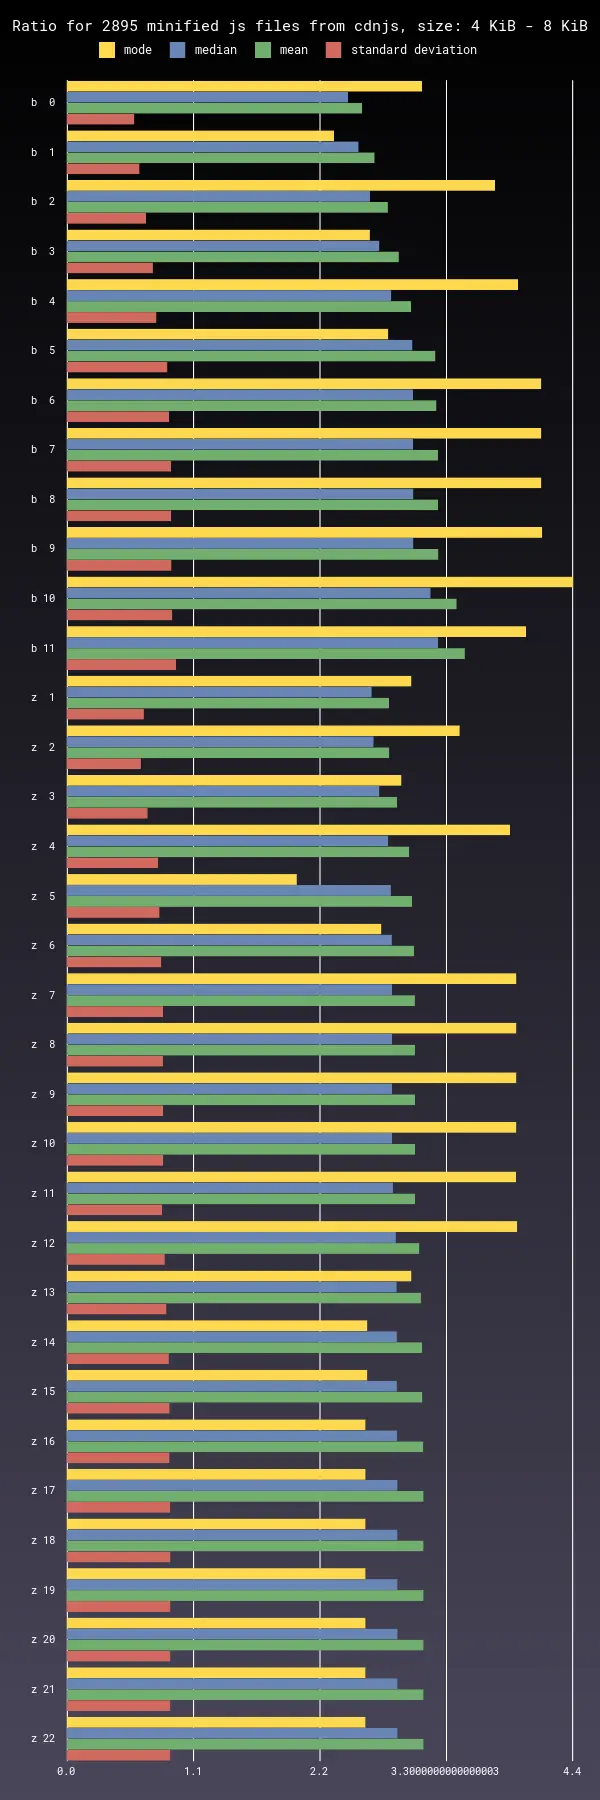 Ratio for 2895 minified js files from cdnjs, size: 4 KiB - 8 KiB
mode median mean standard deviation
b 0
b 1
b 2
b 3
b 4
b 5
b 6
b 7
b 8
b 9
b 10
b 11
z 1
z 2
z 3
z 4
z 5
z 6
z 7
z 8
z 9
z 10
z 11
z 12
z 13
z 14
z 15
z 16
z 17
z 18
z 19
z 20
z 21
z 22
0.0 1.1 2.2 3.3000000000000003 4.4